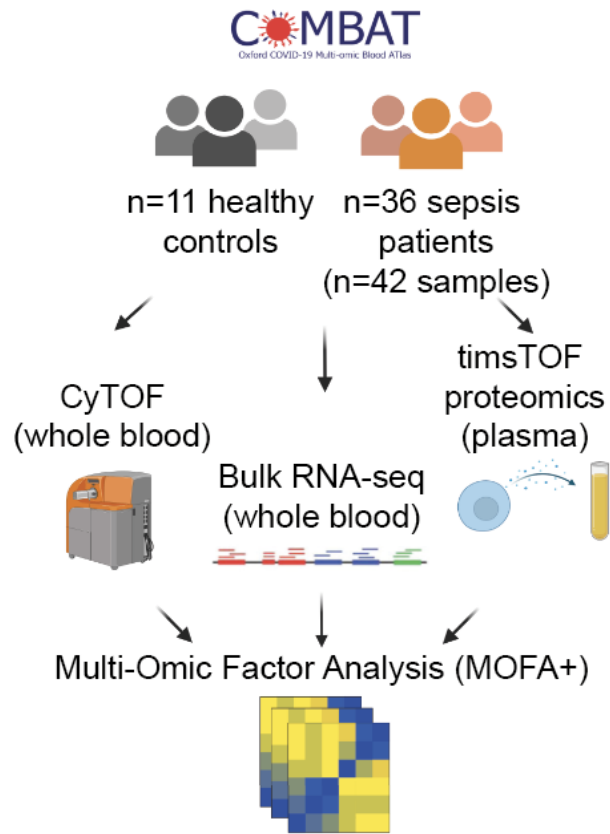 COMBAT
Oxford COVID-19 Multi-omic Blood ATlas
n=11 healthy
controls
n=36 sepsis
patients
(n=42 samples)
CyTOF
(whole blood)
Bulk RNA-seq
(whole blood)
timsTOF
proteomics
(plasma)
Multi-Omic Factor Analysis (MOFA+)